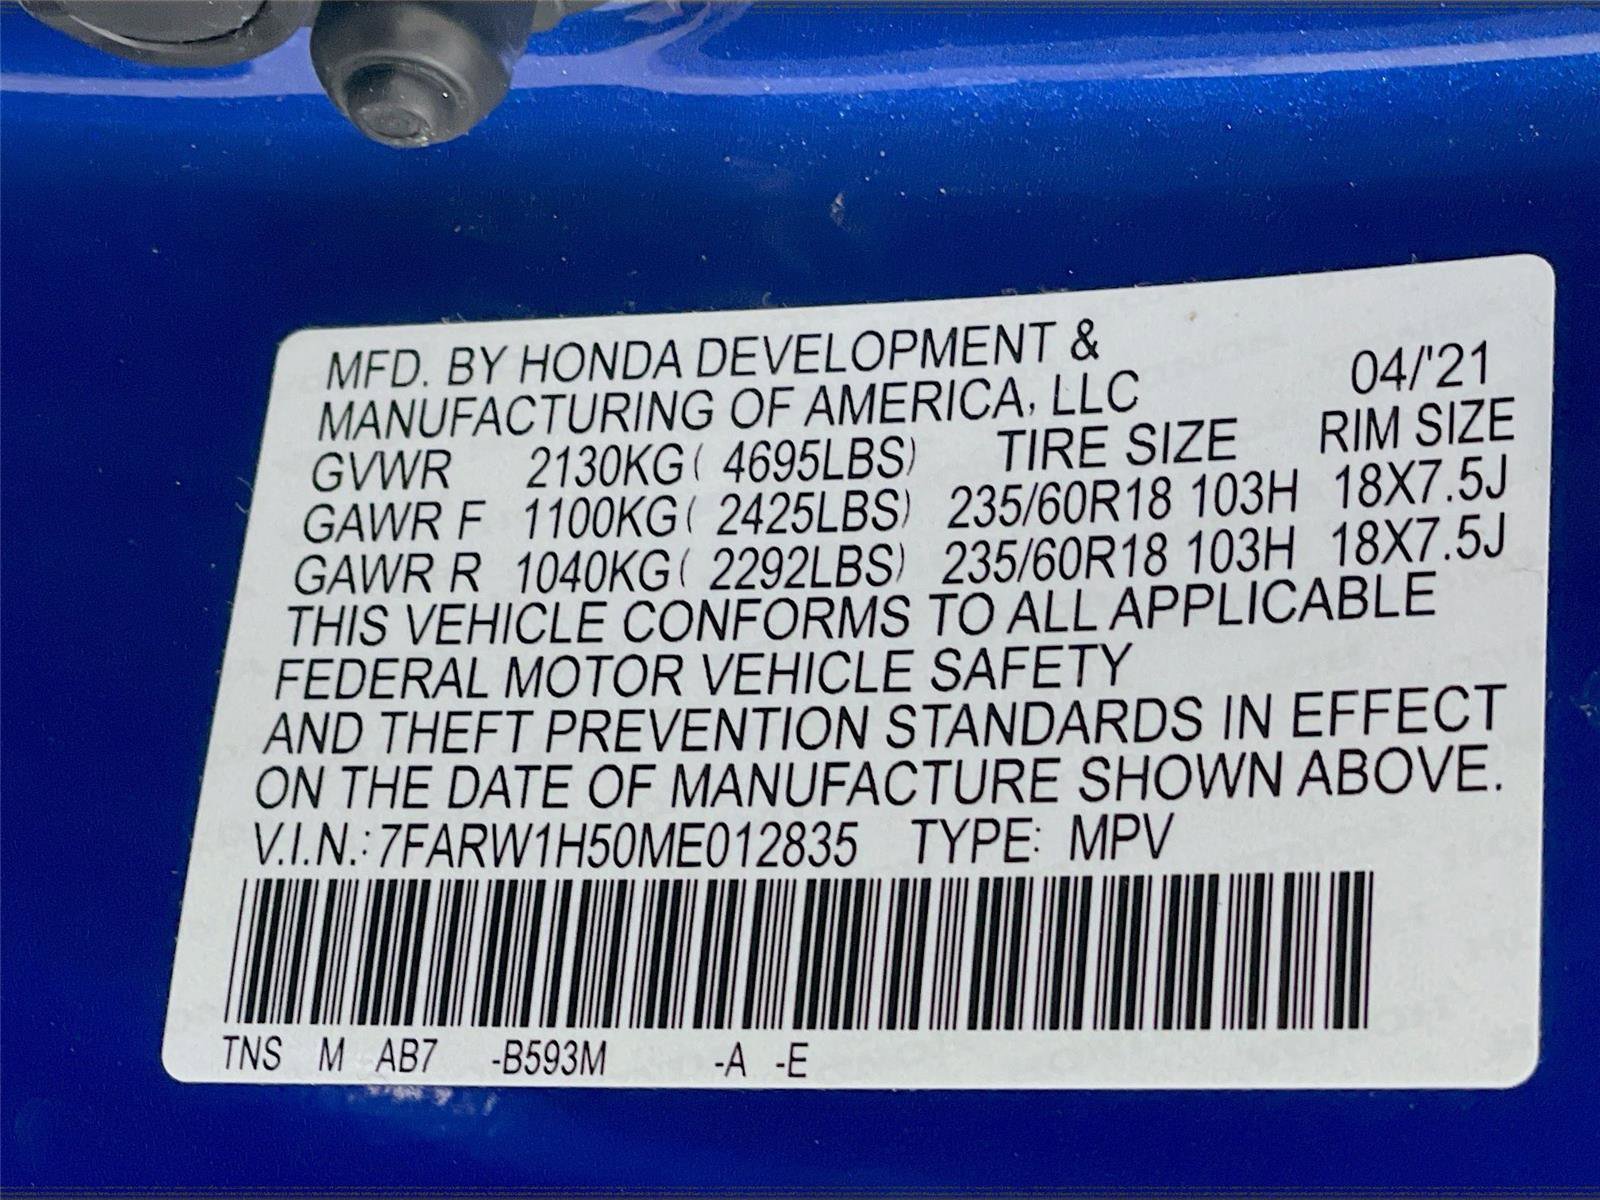 MFD. BY HONDA DEVELOPMENT &
MANUFACTURING OF AMERICA, LLC 04/'21
GVWR 2130KG( 4695LBS) TIRE SIZE RIM SIZE
GAWR F 1100KG( 2425LBS) 235/60R18 103H 18X7.5J
GAWR R 1040KG( 2292LBS) 235/60R18 103H 18X7.5J
THIS VEHICLE CONFORMS TO ALL APPLICABLE
FEDERAL MOTOR VEHICLE SAFETY
AND THEFT PREVENTION STANDARDS IN EFFECT
ON THE DATE OF MANUFACTURE SHOWN ABOVE.
V.I.N.: 7FARW1H50ME012835 TYPE: MPV
TNS M AB7 -B593M -A -E